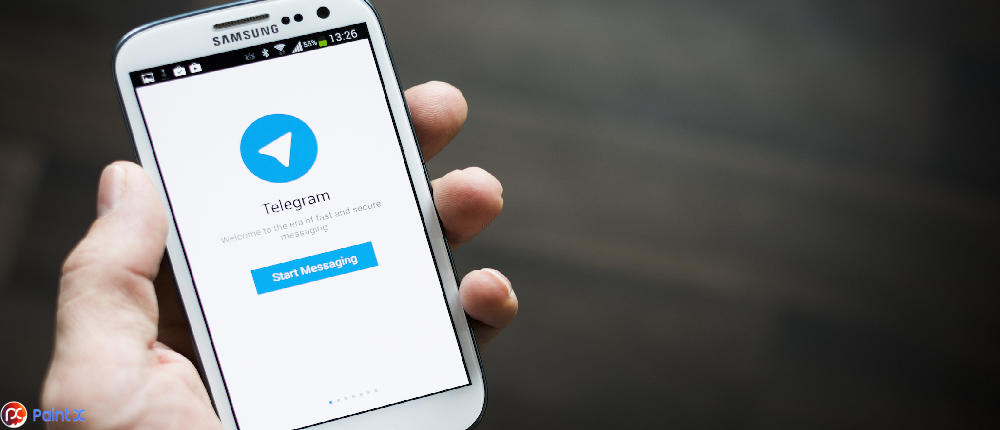 SAMSUNG
55% 13:26
Telegram
Welcome to the era of fast and secure
messaging
Start Messaging
Paint X